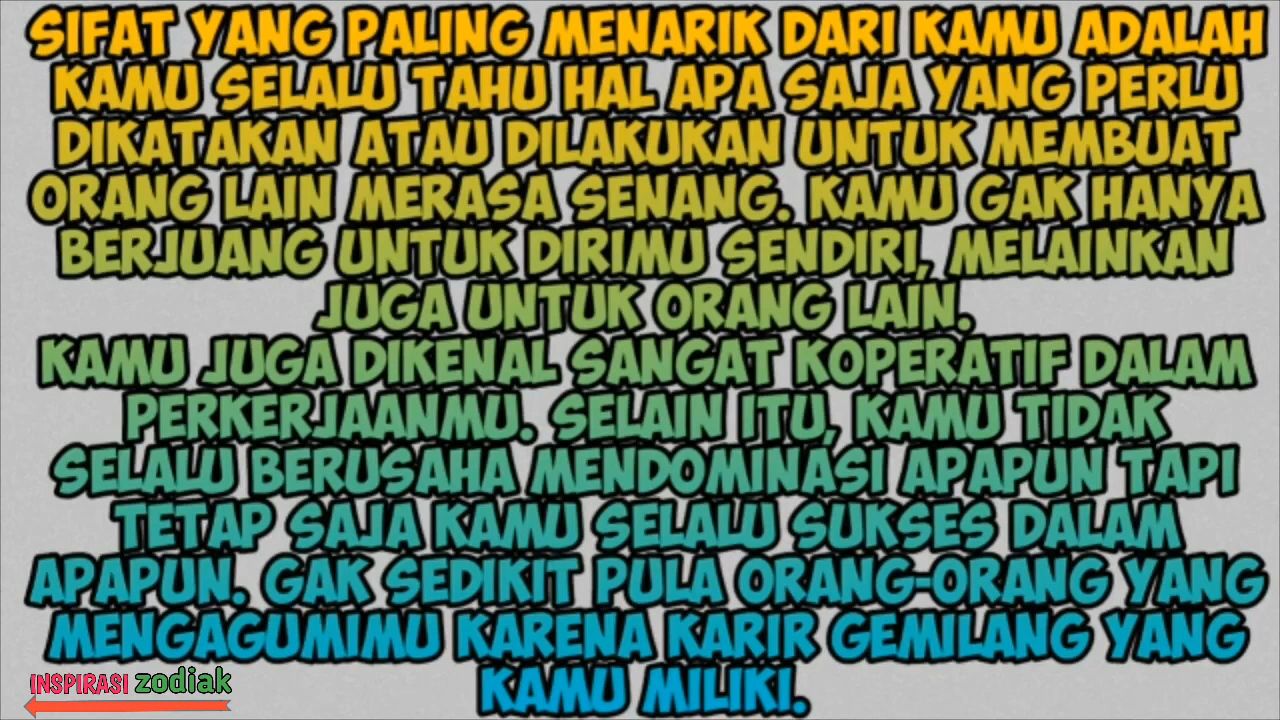 SIFAT YANG PALING MENARIK DARI KAMU ADALAH
KAMU SELALU TAHU HAL APA SAJA YANG PERLU
DIKATAKAN ATAU DILAKUKAN UNTUK MEMBUAT
ORANG LAIN MERASA SENANG. KAMU GAK HANYA
BERJUANG UNTUK DIRIMU SENDIRI, MELAINKAN
JUGA UNTUK ORANG LAIN.
KAMU JUGA DIKENAL SANGAT KOPERATIF DALAM
PERKERJAANMU. SELAIN ITU, KAMU TIDAK
SELALU BERUSAHA MENDOMINASI APAPUN TAPI
TETAP SAJA KAMU SELALU SUKSES DALAM
APAPUN. GAK SEDIKIT PULA ORANG-ORANG YANG
MENGAGUMIMU KARENA KARIR GEMILANG YANG
KAMU MILIKI.
INSPIRASI zodiak